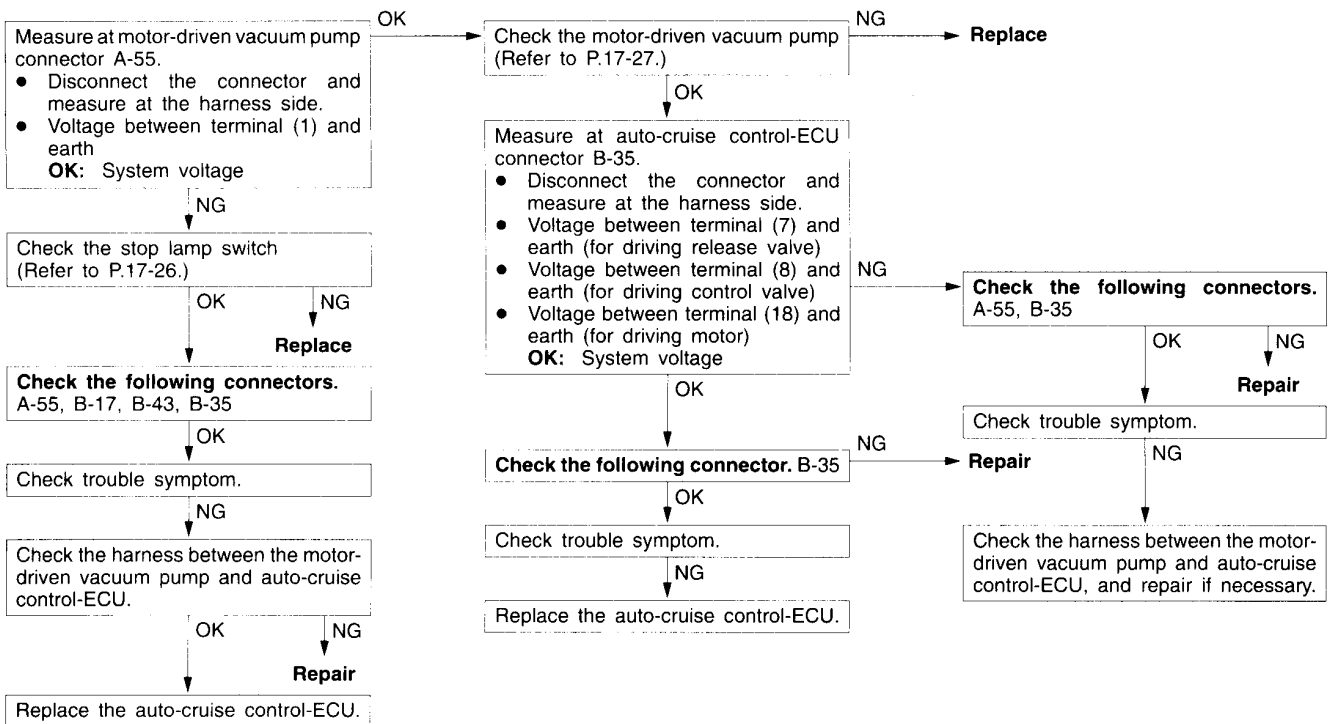 Measure at motor-driven vacuum pump
connector A-55.
● Disconnect the connector and
measure at the harness side.
● Voltage between terminal (1) and
earth
OK: System voltage
OK
NG
Check the stop lamp switch
(Refer to P.17-26.)
OK
NG
Replace
Check the following connectors.
A-55, B-17, B-43, B-35
OK
Check trouble symptom.
NG
Check the harness between the motor-
driven vacuum pump and auto-cruise
control-ECU.
OK
NG
Repair
Replace the auto-cruise control-ECU.
Check the motor-driven vacuum pump
(Refer to P.17-27.)
NG
Replace
OK
Measure at auto-cruise control-ECU
connector B-35.
● Disconnect the connector and
measure at the harness side.
● Voltage between terminal (7) and
earth (for driving release valve)
● Voltage between terminal (8) and
earth (for driving control valve)
● Voltage between terminal (18) and
earth (for driving motor)
OK: System voltage
NG
OK
Check the following connector. B-35
NG
Repair
OK
Check trouble symptom.
NG
Replace the auto-cruise control-ECU.
Check the following connectors.
A-55, B-35
OK
NG
Repair
Check trouble symptom.
NG
Check the harness between the motor-
driven vacuum pump and auto-cruise
control-ECU, and repair if necessary.